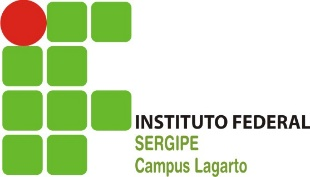 INSTITUTO FEDERAL
SERGIPE
Campus Lagarto